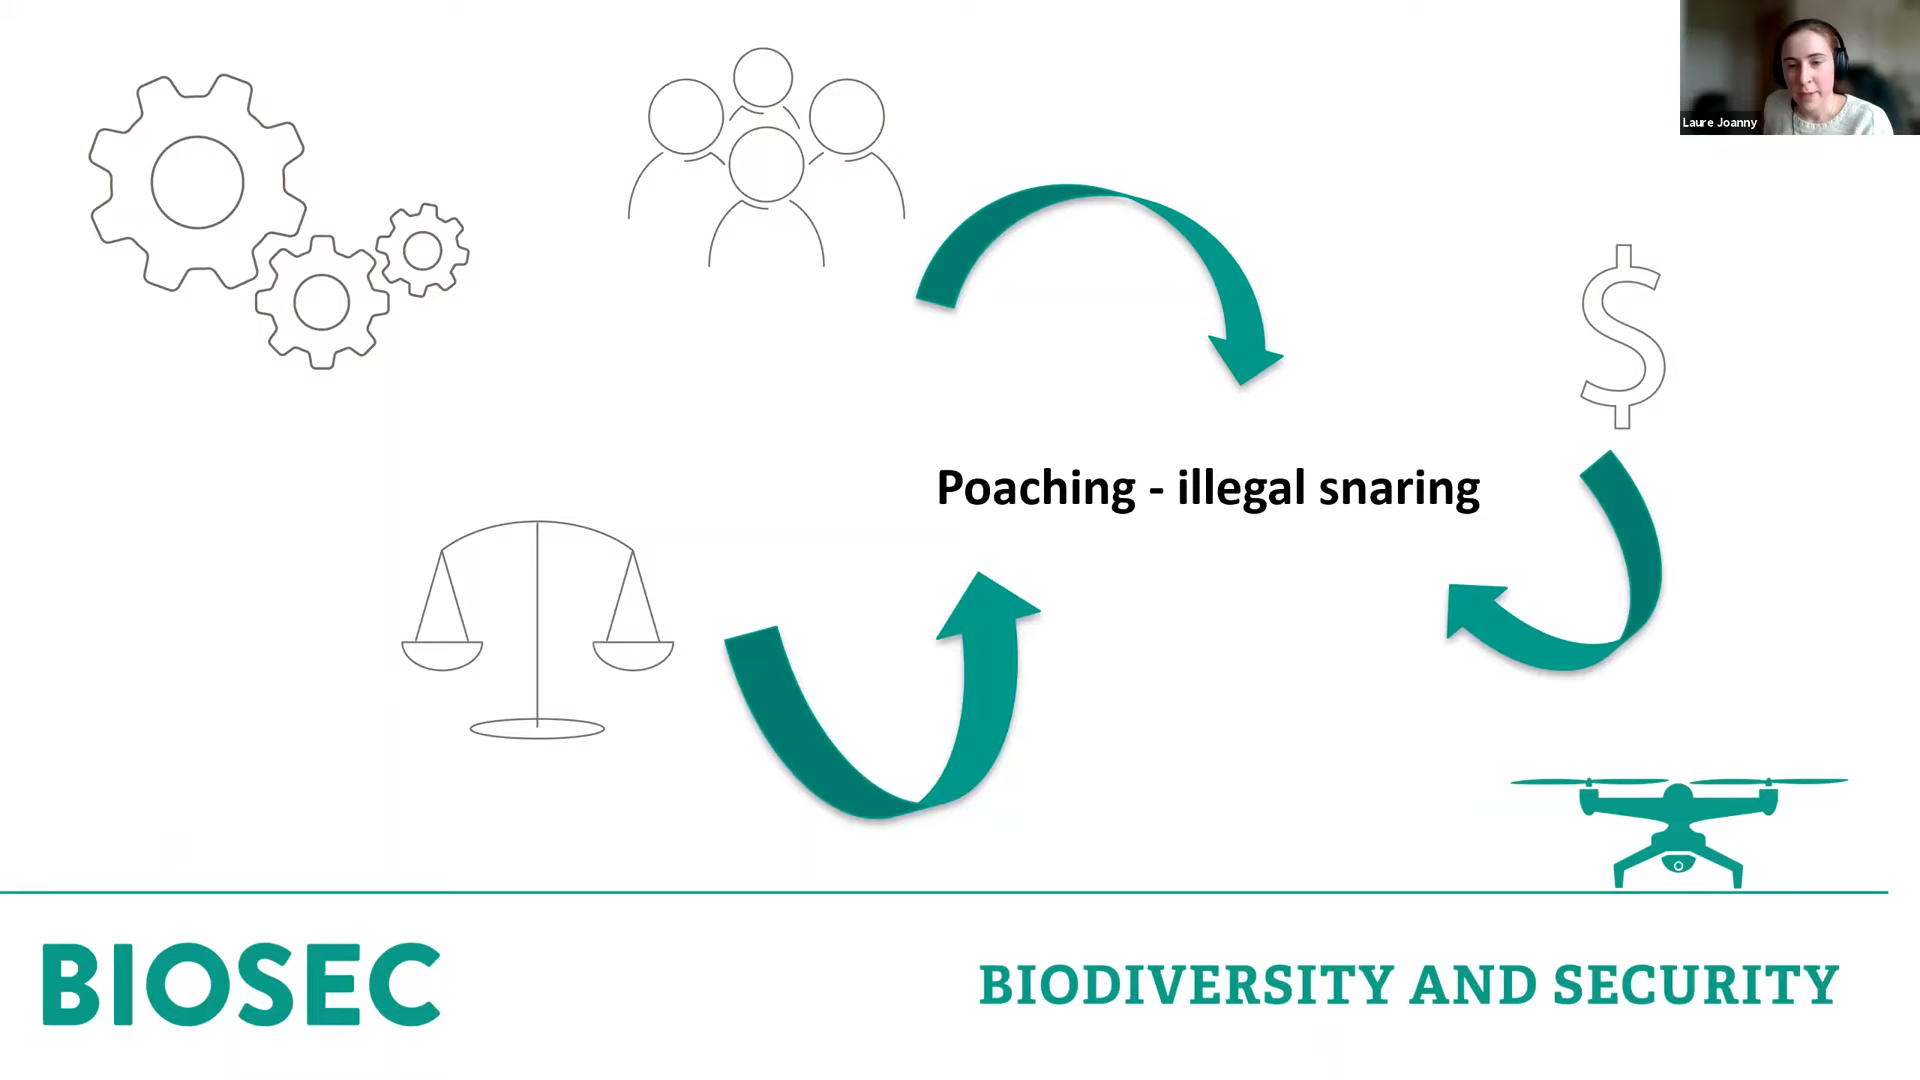 Laure Joanny
$
Poaching - illegal snaring
BIOSEC
BIODIVERSITY AND SECURITY